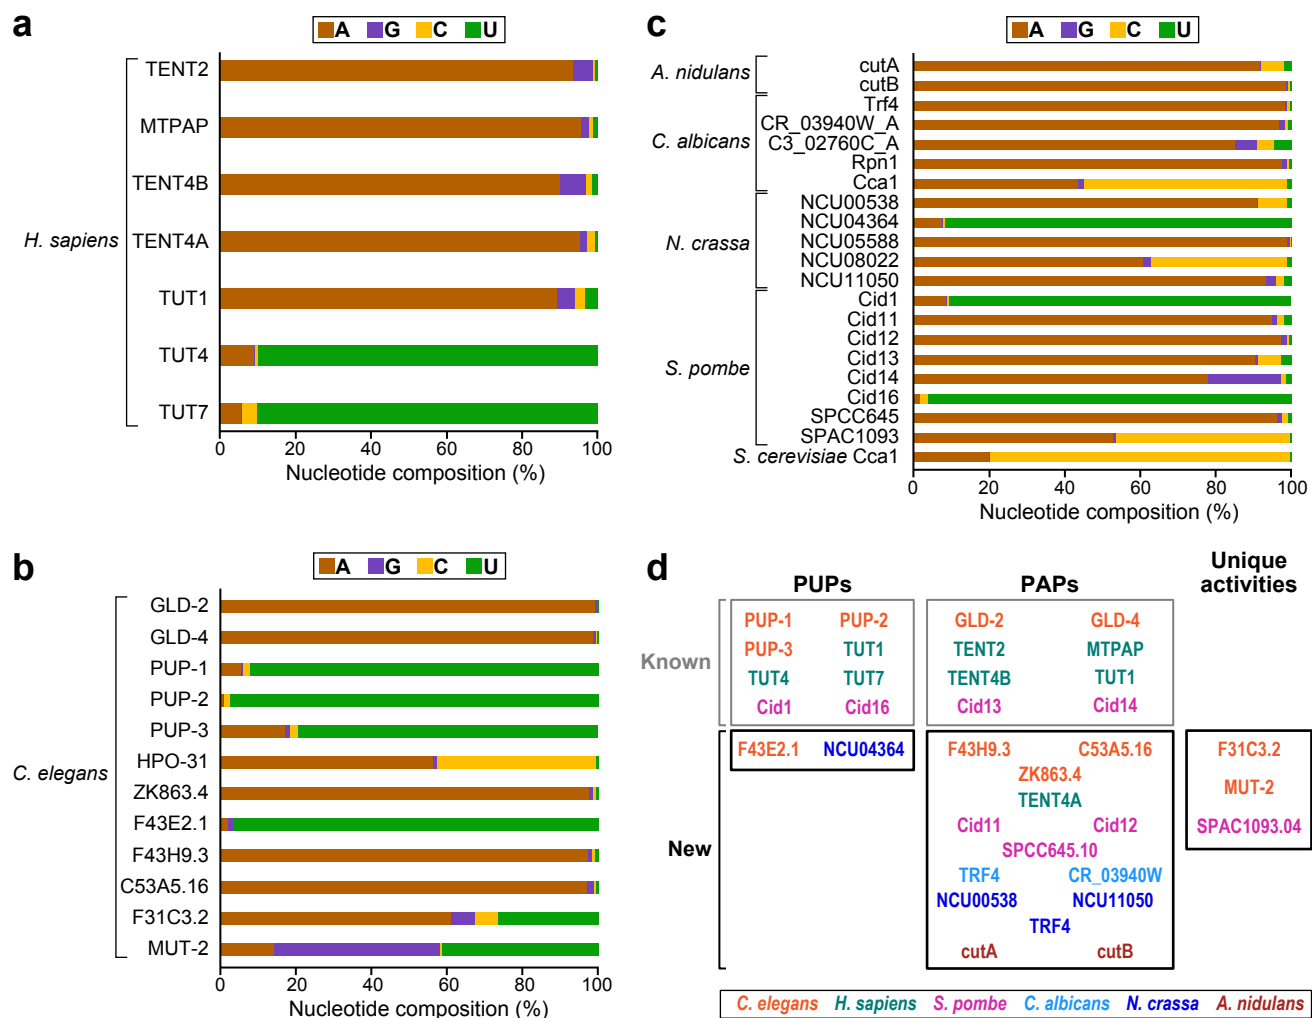 a
A G C U
H. sapiens
TENT2
MTPAP
TENT4B
TENT4A
TUT1
TUT4
TUT7
0 20 40 60 80 100
Nucleotide composition (%)
b
A G C U
C. elegans
GLD-2
GLD-4
PUP-1
PUP-2
PUP-3
HPO-31
ZK863.4
F43E2.1
F43H9.3
C53A5.16
F31C3.2
MUT-2
0 20 40 60 80 100
Nucleotide composition (%)
c
A G C U
A. nidulans
cutA
cutB
C. albicans
Trf4
CR_03940W_A
C3_02760C_A
Rpn1
Cca1
N. crassa
NCU00538
NCU04364
NCU05588
NCU08022
NCU11050
S. pombe
Cid1
Cid11
Cid12
Cid13
Cid14
Cid16
SPCC645
SPAC1093
S. cerevisiae Cca1
0 20 40 60 80 100
Nucleotide composition (%)
d
PUPs PAPs Unique
activities
Known
PUP-1 PUP-2
PUP-3 TUT1
TUT4 TUT7
Cid1 Cid16
GLD-2 GLD-4
TENT2 MTPAP
TENT4B TUT1
Cid13 Cid14
New
F43E2.1 NCU04364
F43H9.3 C53A5.16
ZK863.4
TENT4A
Cid11 Cid12
SPCC645.10
TRF4 CR_03940W
NCU00538 NCU11050
TRF4
cutA cutB
F31C3.2
MUT-2
SPAC1093.04
C. elegans H. sapiens S. pombe C. albicans N. crassa A. nidulans